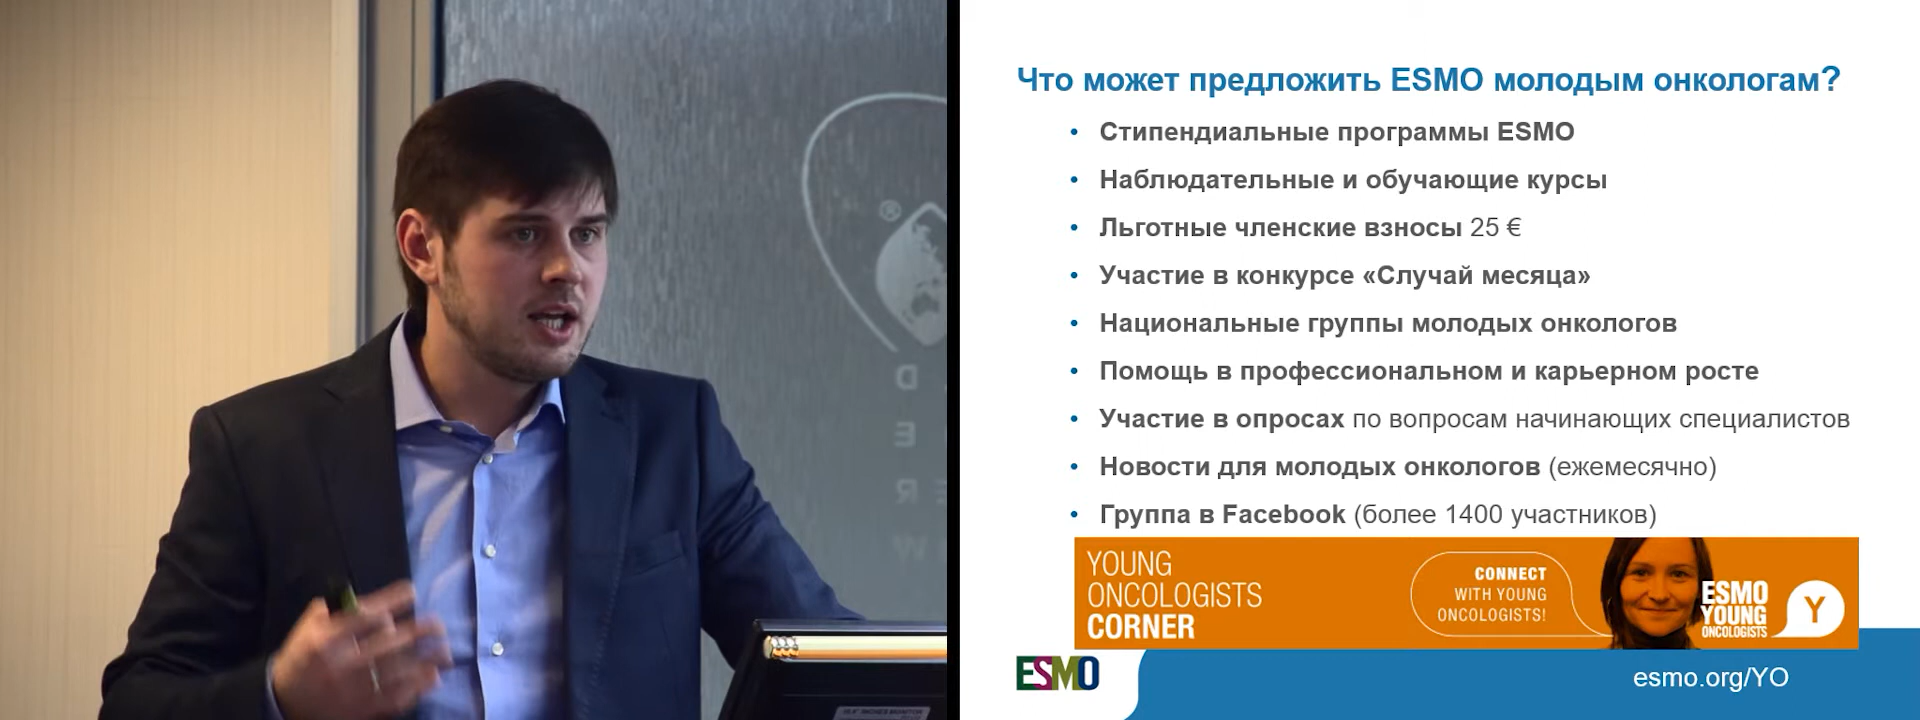 ®
D
E
R
W
Что может предложить ESMO молодым онкологам?
• Стипендиальные программы ESMO
• Наблюдательные и обучающие курсы
• Льготные членские взносы 25 €
• Участие в конкурсе «Случай месяца»
• Национальные группы молодых онкологов
• Помощь в профессиональном и карьерном росте
• Участие в опросах по вопросам начинающих специалистов
• Новости для молодых онкологов (ежемесячно)
• Группа в Facebook (более 1400 участников)
YOUNG
ONCOLOGISTS
CORNER
CONNECT
WITH YOUNG
ONCOLOGISTS!
ESMO
YOUNG
ONCOLOGISTS
Y
ESMO
esmo.org/YO